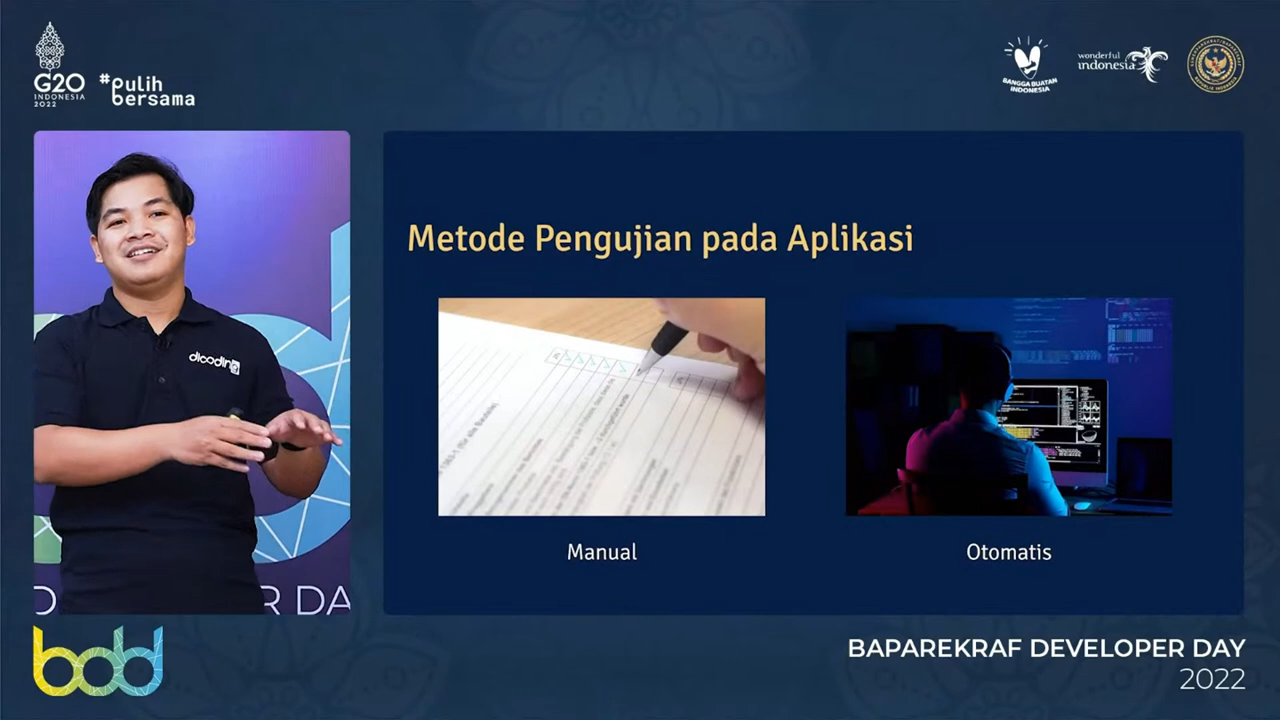 G20
INDONESIA
2022
#pulih
bersama
BANGGA BUATAN
INDONESIA
wonderful
indonesia
dicoding
R DA
Metode Pengujian pada Aplikasi
Manual
Otomatis
bdd
BAPAREKRAF DEVELOPER DAY
2022